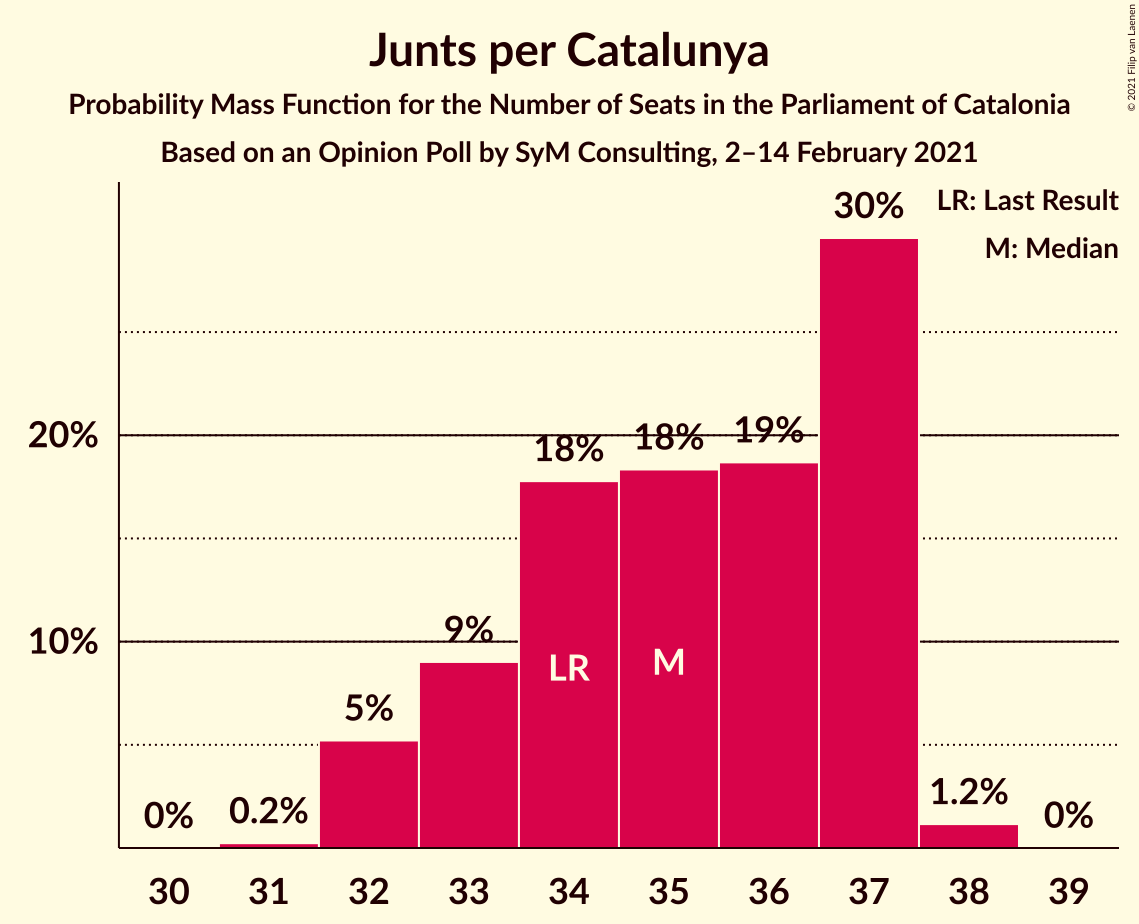 Junts per Catalunya
Probability Mass Function for the Number of Seats in the Parliament of Catalonia
Based on an Opinion Poll by SyM Consulting, 2–14 February 2021
© 2021 Filip van Laenen
LR: Last Result
M: Median
20%
10%
0%
0.2%
5%
9%
18%
18%
19%
30%
1.2%
0%
LR
M
30 31 32 33 34 35 36 37 38 39